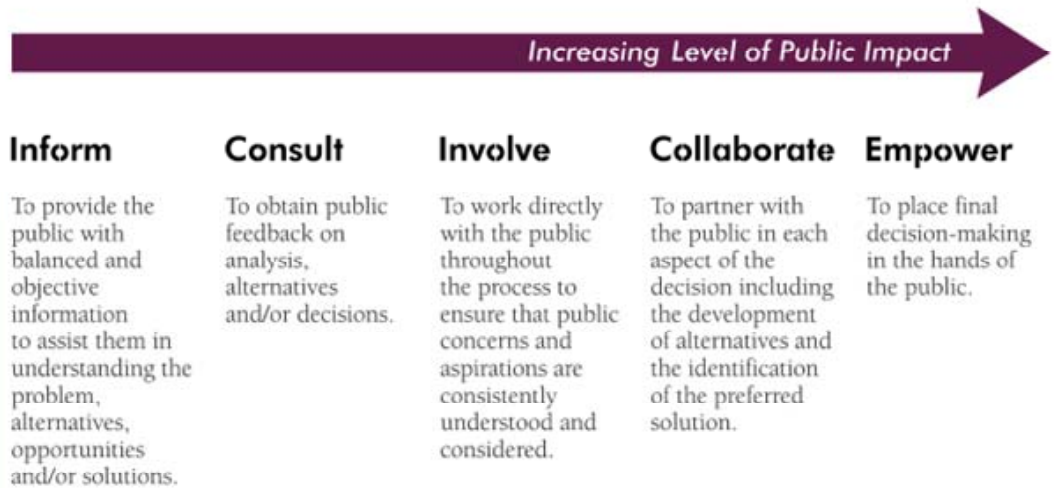 Increasing Level of Public Impact
Inform
To provide the
public with
balanced and
objective
information
to assist them in
understanding the
problem,
alternatives,
opportunities
and/or solutions.
Consult
To obtain public
feedback on
analysis,
alternatives
and/or decisions.
Involve
To work directly
with the public
throughout
the process to
ensure that public
concerns and
aspirations are
consistently
understood and
considered.
Collaborate
To partner with
the public in each
aspect of the
decision including
the development
of alternatives and
the identification
of the preferred
solution.
Empower
To place final
decision-making
in the hands of
the public.